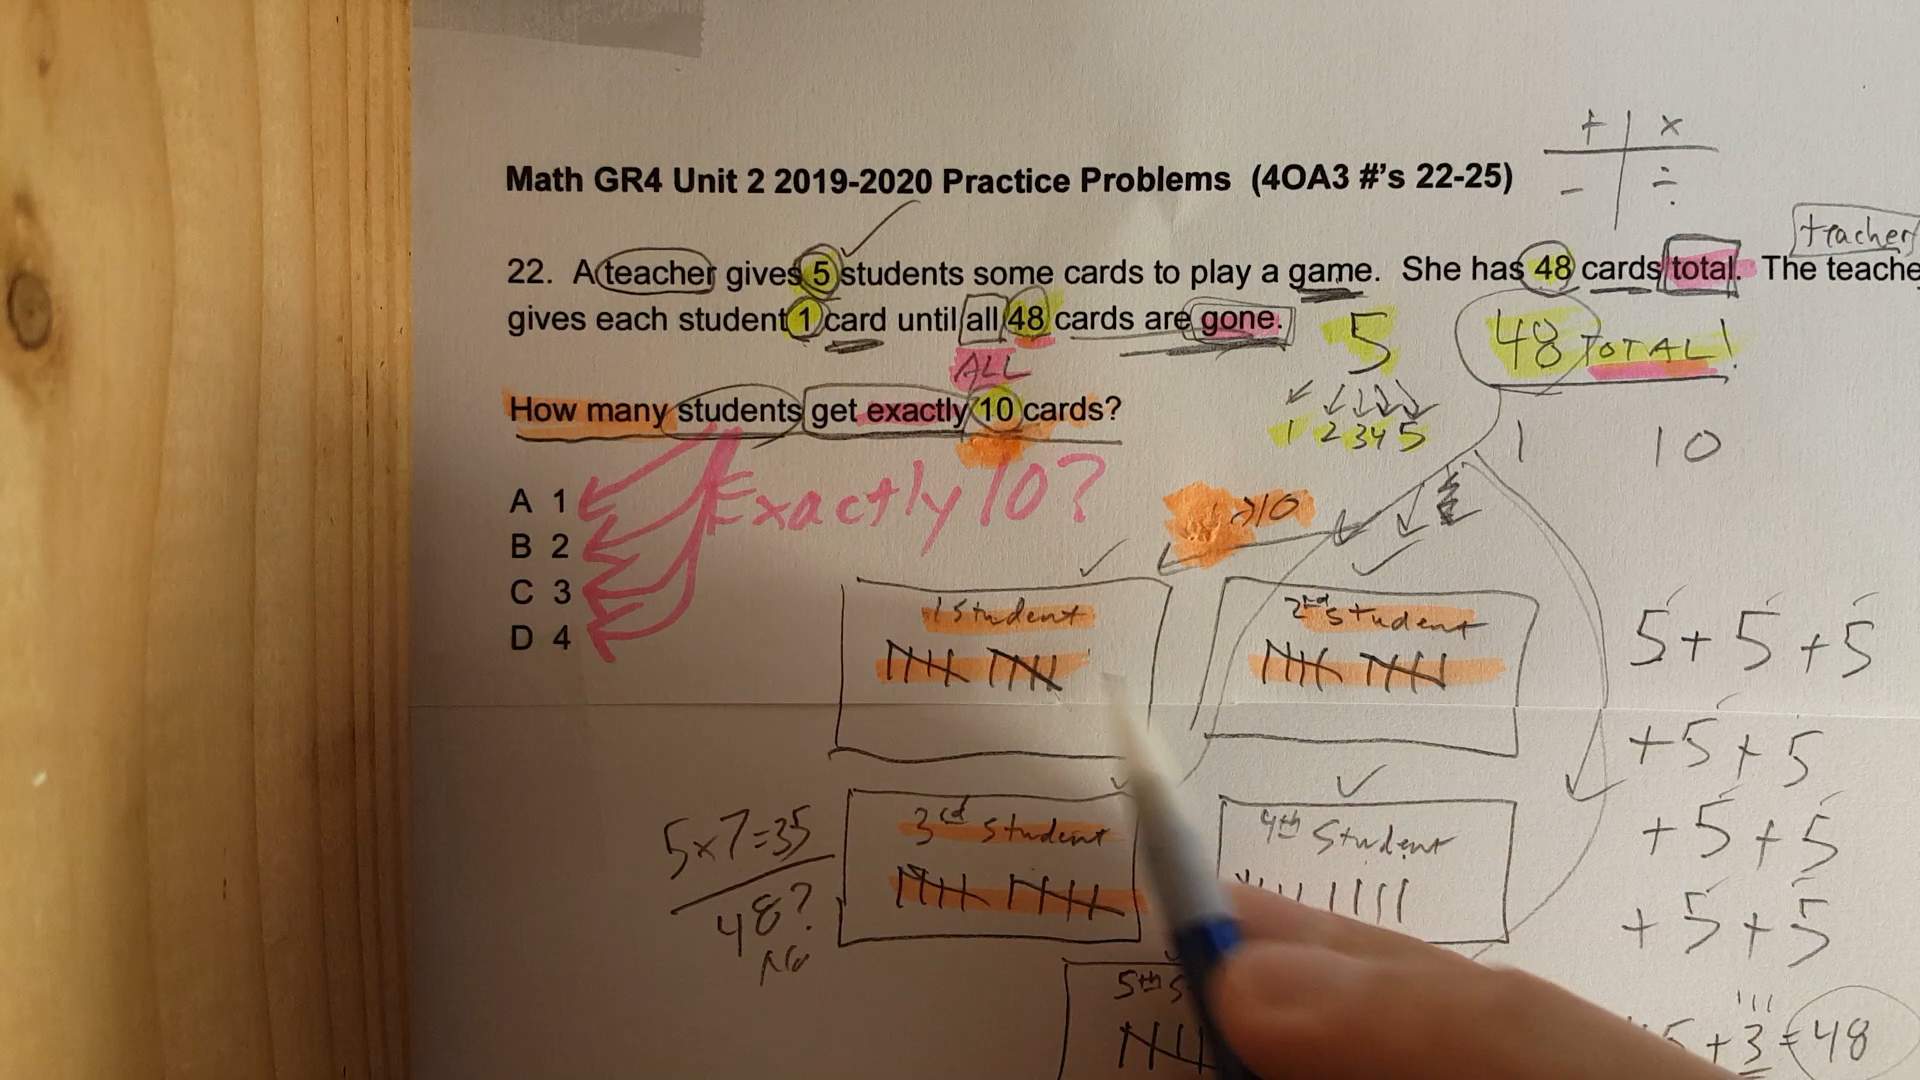 + x
- ÷
Math GR4 Unit 2 2019-2020 Practice Problems (4OA3 #'s 22-25)
teacher
22. A teacher gives 5 students some cards to play a game. She has 48 cards total. The teache
gives each student 1 card until all 48 cards are gone.
5 48 TOTAL!
ALL
How many students get exactly 10 cards?
1 2 3 4 5
1 10
Exactly 10?
A 1
B 2
C 3
D 4
>10
1 Student
2nd student
5+5+5
+5+5
+5+5
+5+5
3rd student
4th Student
5x7=35
48?
No
5th S
5+3=48